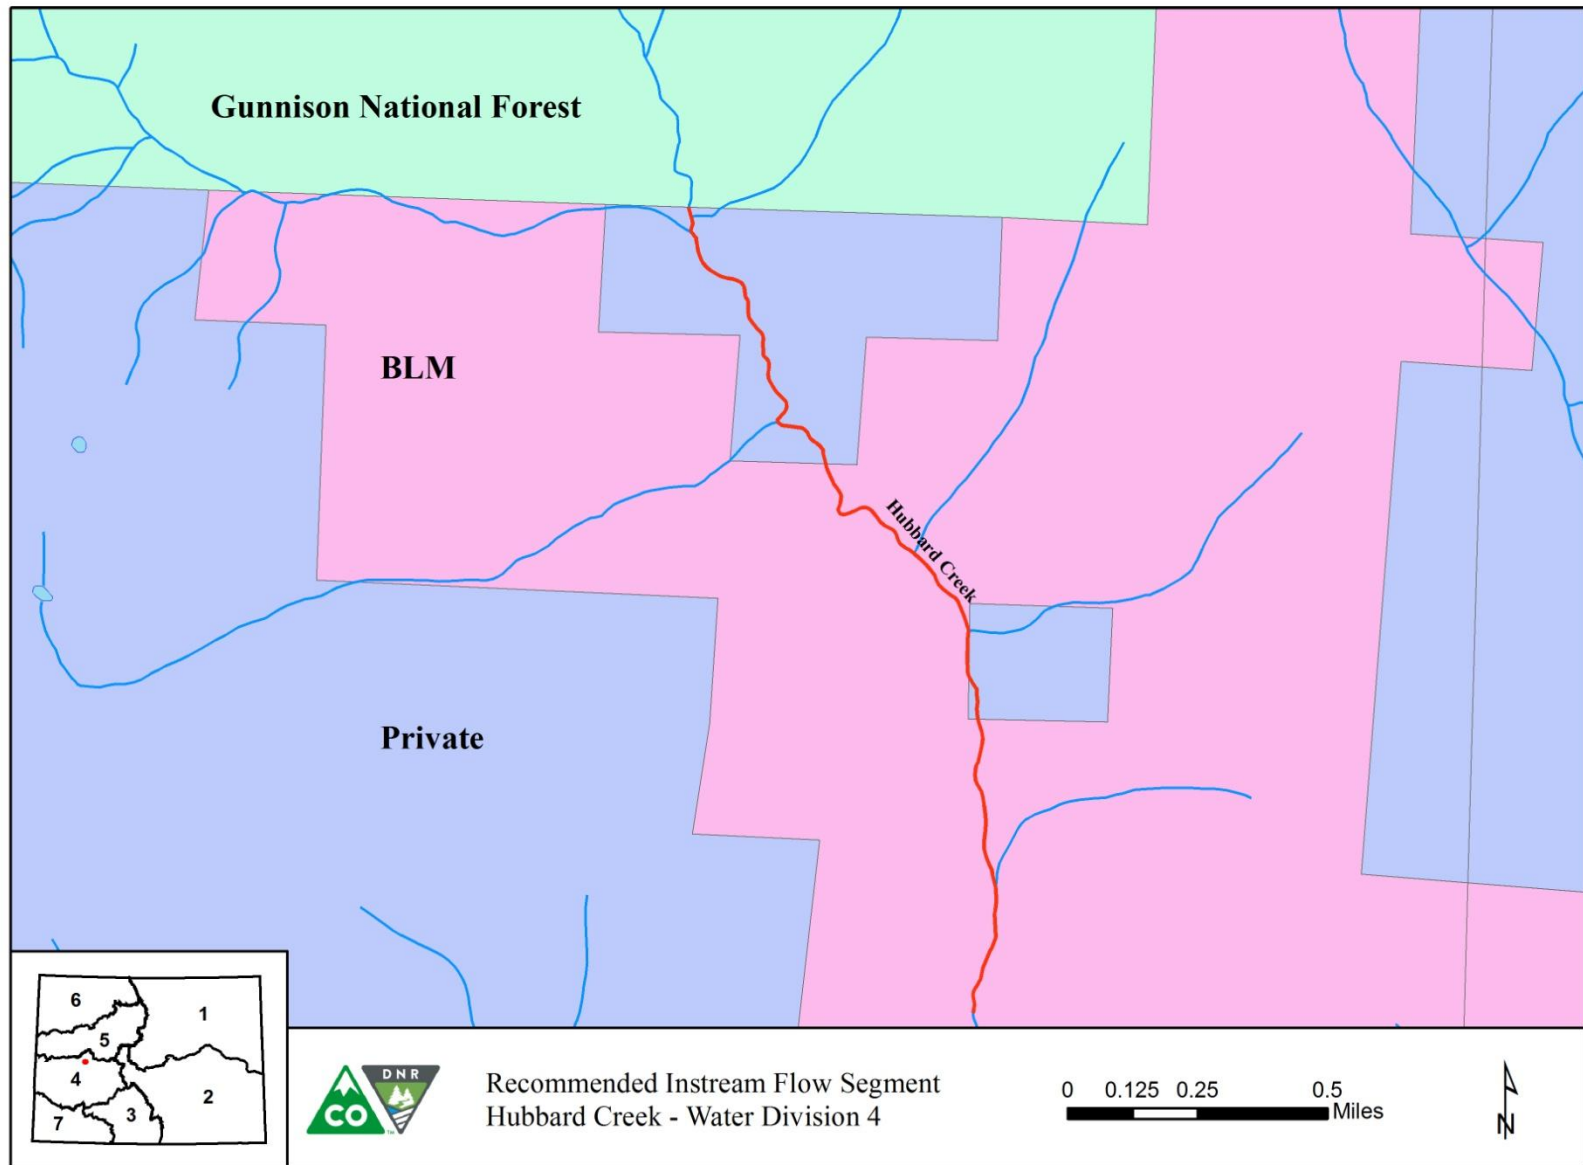 Gunnison National Forest
BLM
Hubbard Creek
Private
6
1
5
4
2
3
7
CO
DNR
Recommended Instream Flow Segment
Hubbard Creek - Water Division 4
0 0.125 0.25 0.5
Miles
N